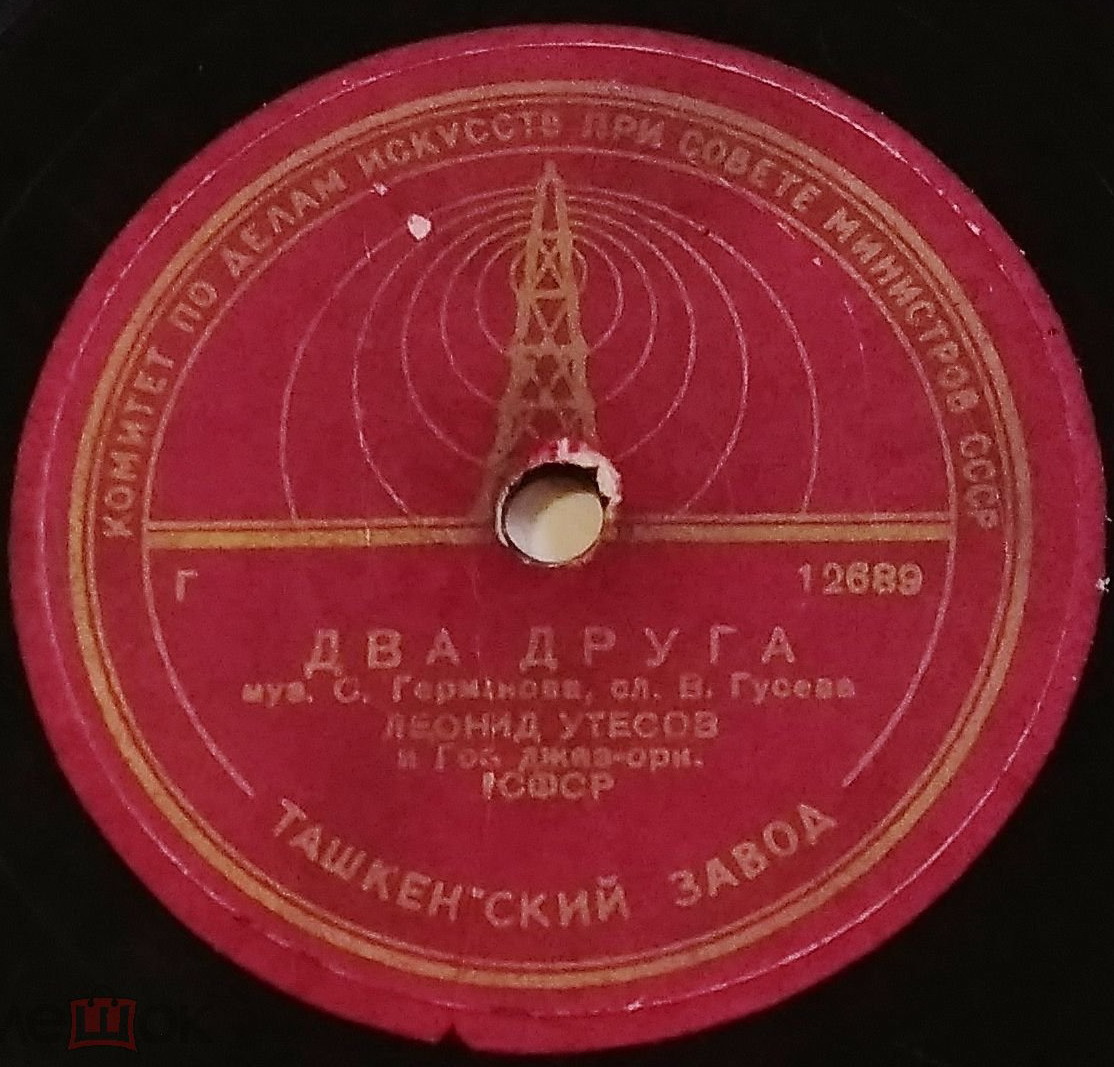 КОМИТЕТ ПО ДЕЛАМ ИСКУССТВ ПРИ СОВЕТЕ МИНИСТРОВ СССР
Г 12689
ДВА ДРУГА
муз. С. Германова, сл. В. Гусева
ЛЕОНИД УТЕСОВ
и Гос. джаз-орк.
РСФСР
ТАШКЕНТСКИЙ ЗАВОД